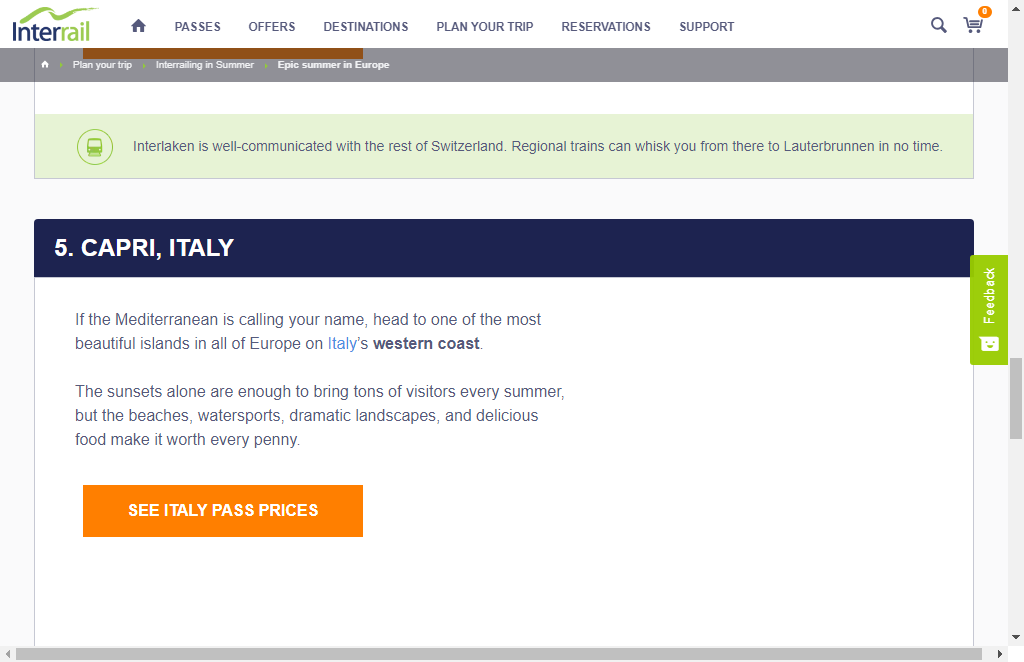 Interrail
PASSES
OFFERS
DESTINATIONS
PLAN YOUR TRIP
RESERVATIONS
SUPPORT
0
Plan your trip
Interrailing in Summer
Epic summer in Europe
Interlaken is well-communicated with the rest of Switzerland. Regional trains can whisk you from there to Lauterbrunnen in no time.
5. CAPRI, ITALY
Feedback
If the Mediterranean is calling your name, head to one of the most
beautiful islands in all of Europe on Italy’s western coast.
The sunsets alone are enough to bring tons of visitors every summer,
but the beaches, watersports, dramatic landscapes, and delicious
food make it worth every penny.
SEE ITALY PASS PRICES